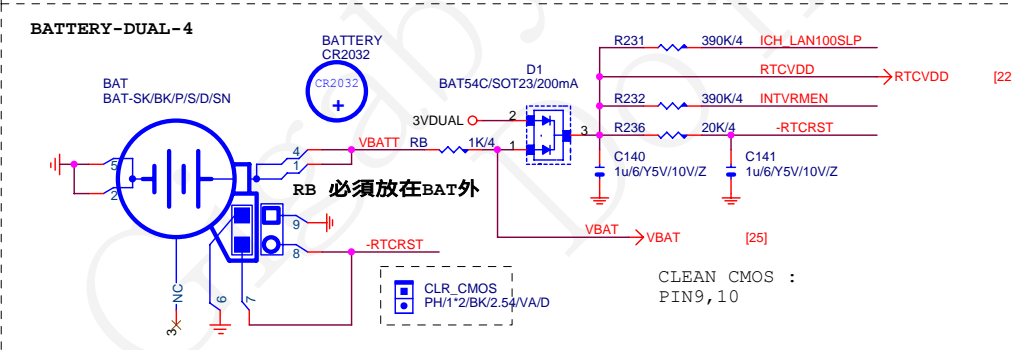 BATTERY-DUAL-4
BATTERY
CR2032
CR2032
+
BAT
BAT-SK/BK/P/S/D/SN
D1
BAT54C/SOT23/200mA
R231
390K/4
ICH_LAN100SLP
RTCVDD
RTCVDD
[22
R232
390K/4
INTVRMEN
3VDUAL
2
3
R236
20K/4
-RTCRST
VBATT
RB
1K/4
1
4
1
5
2
C140
1u/6/Y5V/10V/Z
C141
1u/6/Y5V/10V/Z
RB 必須放在BAT外
9
8
-RTCRST
VBAT
VBAT
[25]
CLEAN CMOS :
PIN9,10
CLR_CMOS
PH/1*2/BK/2.54/VA/D
NC
3
6
7